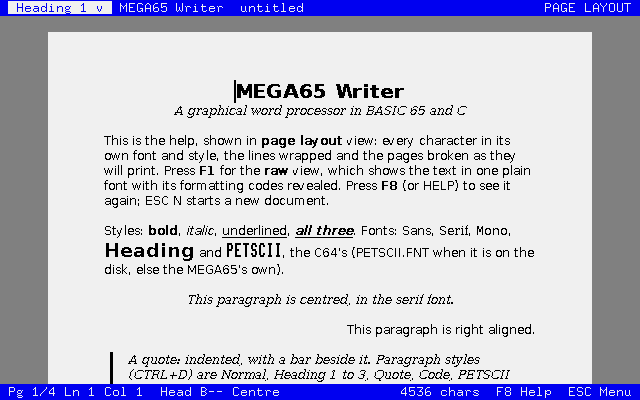 Heading 1 v MEGA65 Writer untitled PAGE LAYOUT
MEGA65 Writer
A graphical word processor in BASIC 65 and C
This is the help, shown in page layout view: every character in its
own font and style, the lines wrapped and the pages broken as they
will print. Press F1 for the raw view, which shows the text in one plain
font with its formatting codes revealed. Press F8 (or HELP) to see it
again; ESC N starts a new document.
Styles: bold, italic, underlined, all three. Fonts: Sans, Serif, Mono,
Heading and PETSCII, the C64's (PETSCII.FNT when it is on the
disk, else the MEGA65's own).
This paragraph is centred, in the serif font.
This paragraph is right aligned.
A quote: indented, with a bar beside it. Paragraph styles
(CTRL+D) are Normal, Heading 1 to 3, Quote, Code, PETSCII
Pg 1/4 Ln 1 Col 1 Head B-- Centre 4536 chars F8 Help ESC Menu